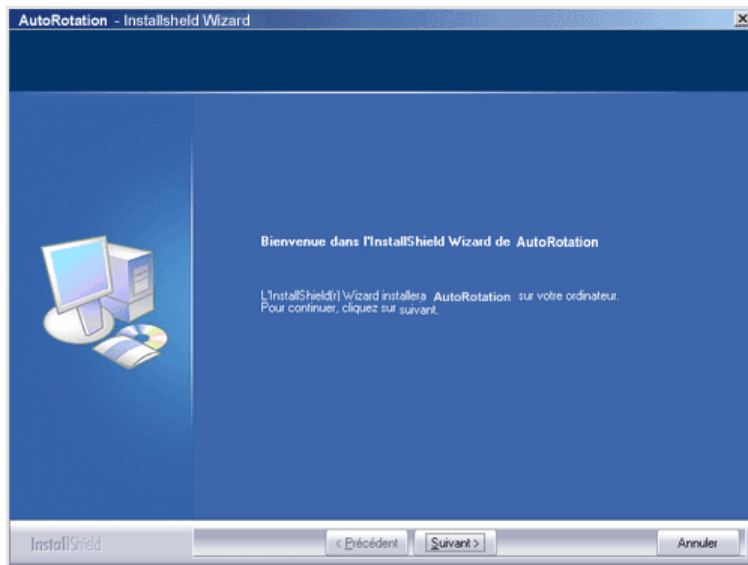 AutoRotation - Installsheld Wizard
Bienvenue dans l'InstallShield Wizard de AutoRotation
L'InstallShield(r) Wizard installera AutoRotation sur votre ordinateur.
Pour continuer, cliquez sur suivant.
InstallShield
< Précédent
Suivant >
Annuler